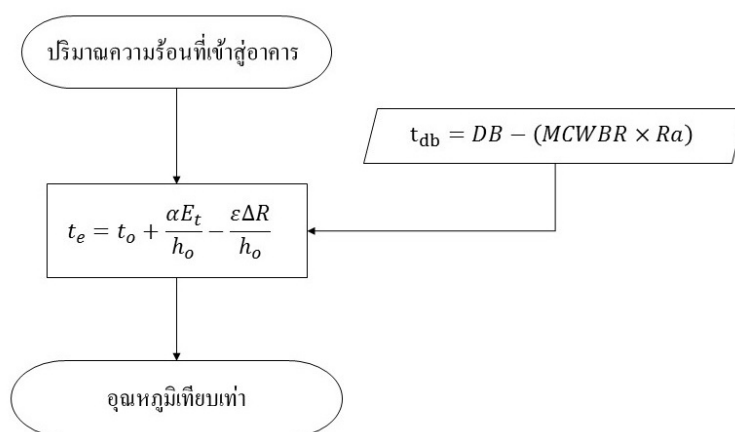 ปริมาณความร้อนที่เข้าสู่อาคาร
t_db = DB − (MCWBR × Ra)
t_e = t_o + αE_t/h_o − εΔR/h_o
อุณหภูมิเทียบเท่า